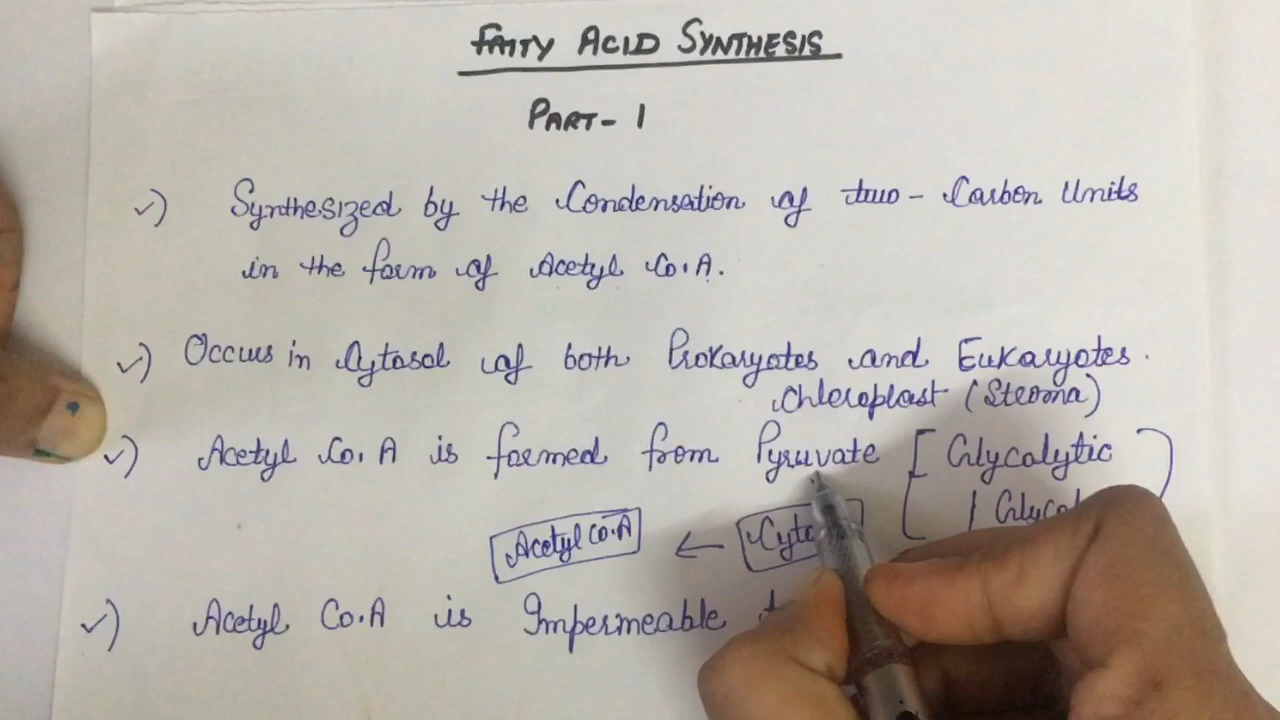 FATTY ACID SYNTHESIS
PART- 1
Synthesized by the Condensation of two - Carbon Units
in the form of Acetyl Co.A.
Occurs in Cytosol of both Prokaryotes and Eukaryotes.
Chloroplast (Stroma)
Acetyl Co.A is formed from Pyruvate [Glycolytic
Acetyl Co.A ←
Acetyl Co.A is Impermeable